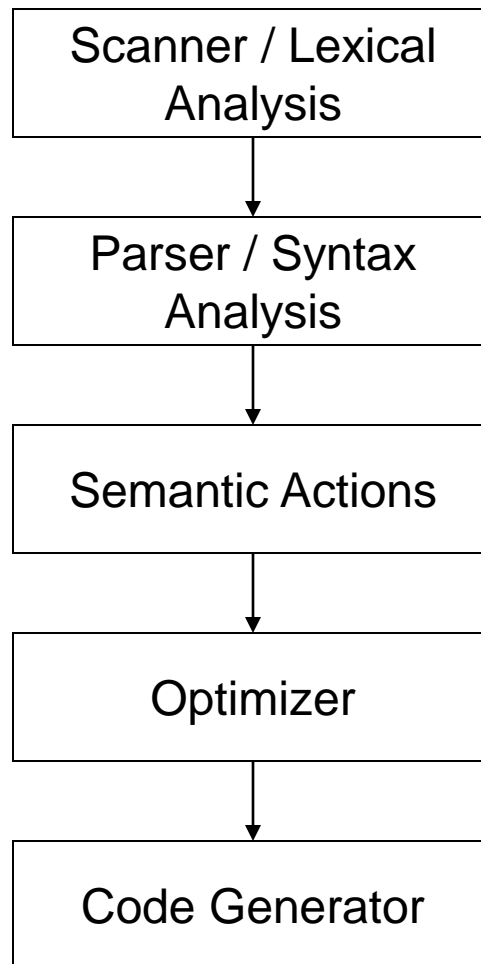 Scanner / Lexical
Analysis
Parser / Syntax
Analysis
Semantic Actions
Optimizer
Code Generator